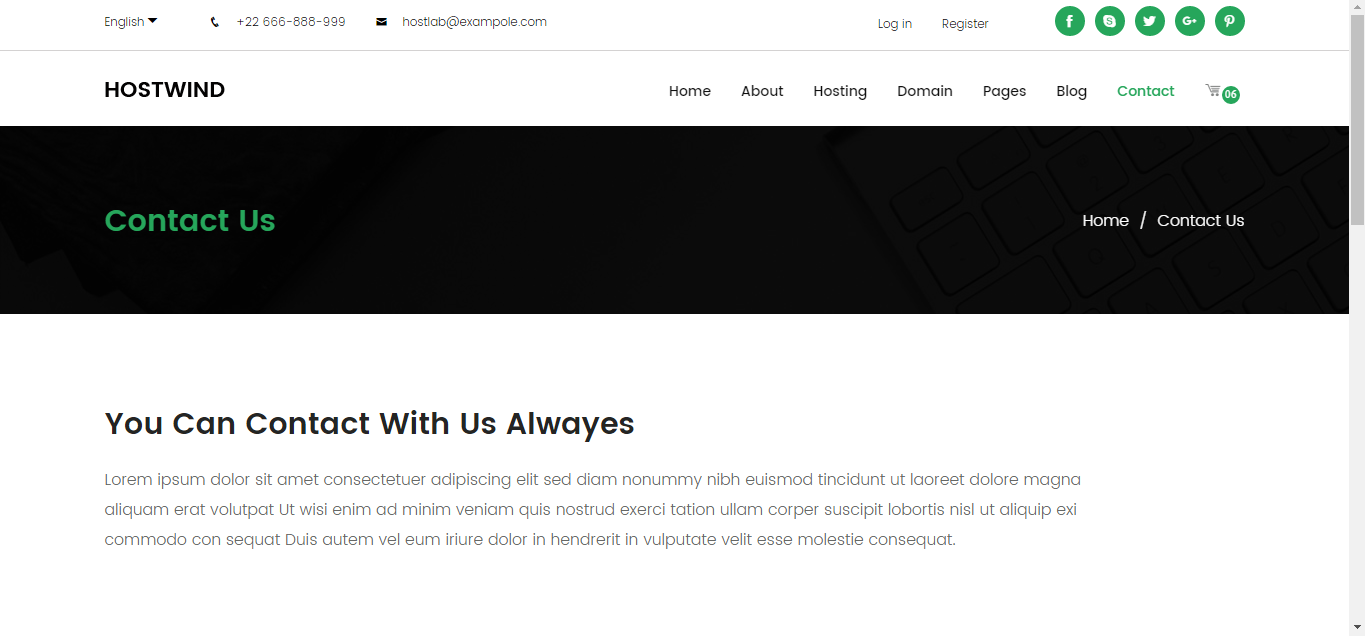 English
+22 666-888-999
hostlab@exampole.com
Log in
Register
HOSTWIND
Home
About
Hosting
Domain
Pages
Blog
Contact
06
Contact Us
Home / Contact Us
You Can Contact With Us Alwayes
Lorem ipsum dolor sit amet consectetuer adipiscing elit sed diam nonummy nibh euismod tincidunt ut laoreet dolore magna
aliquam erat volutpat Ut wisi enim ad minim veniam quis nostrud exerci tation ullam corper suscipit lobortis nisl ut aliquip exi
commodo con sequat Duis autem vel eum iriure dolor in hendrerit in vulputate velit esse molestie consequat.